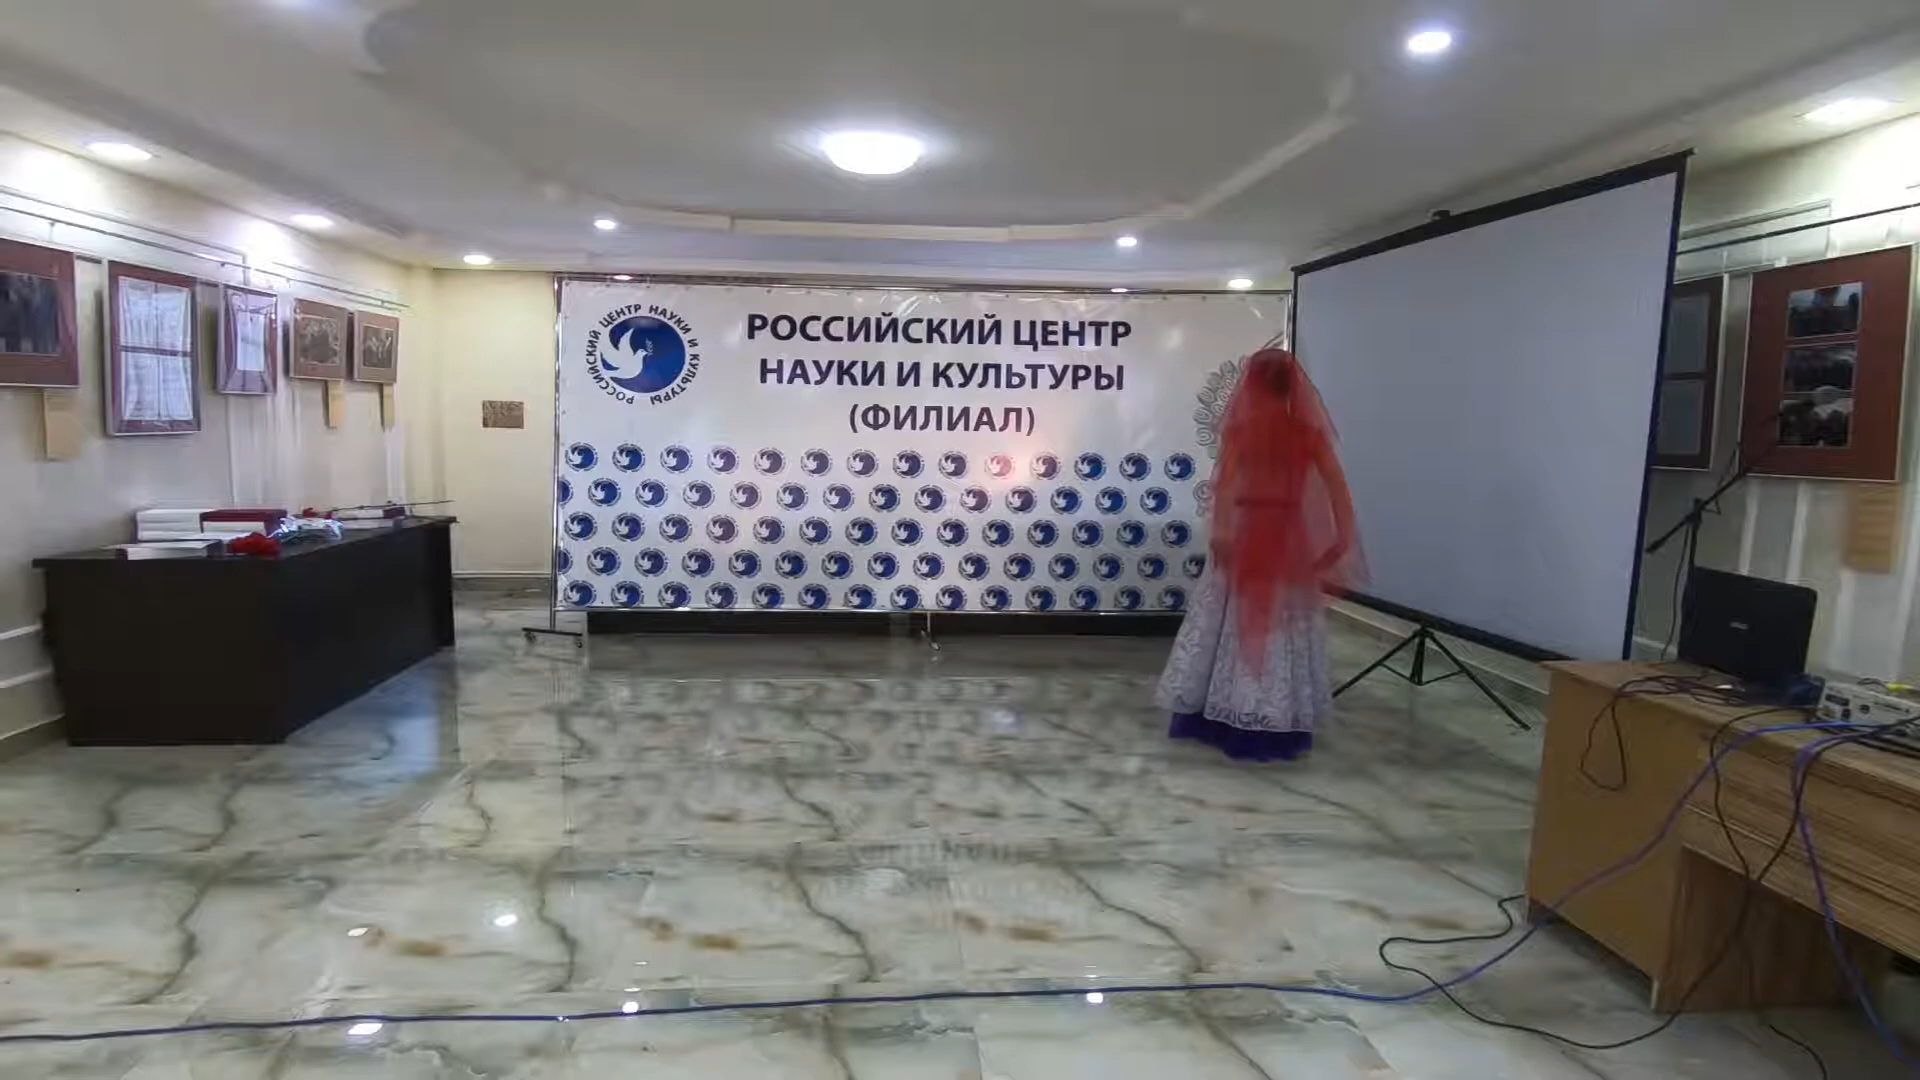 РОССИЙСКИЙ ЦЕНТР НАУКИ И КУЛЬТУРЫ
РОССИЙСКИЙ ЦЕНТР
НАУКИ И КУЛЬТУРЫ
(ФИЛИАЛ)